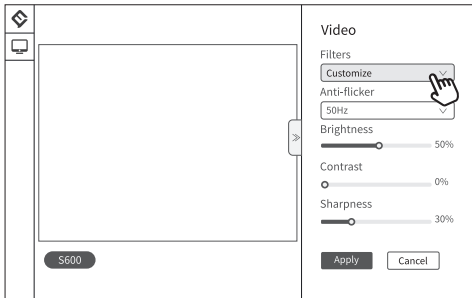 Video
Filters
Customize
Anti-flicker
50Hz
Brightness
50%
Contrast
0%
Sharpness
30%
S600
Apply
Cancel